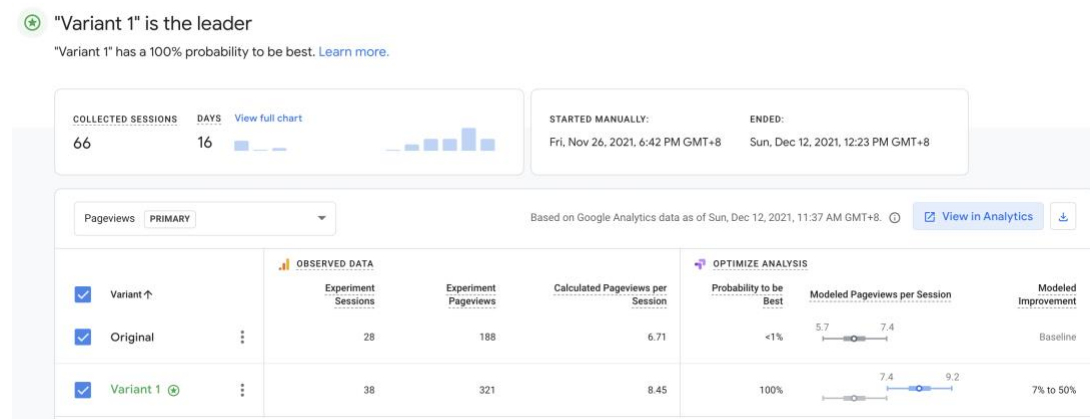 "Variant 1" is the leader
"Variant 1" has a 100% probability to be best. Learn more.
COLLECTED SESSIONS
66
DAYS
16
View full chart
STARTED MANUALLY:
Fri, Nov 26, 2021, 6:42 PM GMT+8
ENDED:
Sun, Dec 12, 2021, 12:23 PM GMT+8
Pageviews PRIMARY
Based on Google Analytics data as of Sun, Dec 12, 2021, 11:37 AM GMT+8.
View in Analytics
OBSERVED DATA
OPTIMIZE ANALYSIS
Variant
Experiment
Sessions
Experiment
Pageviews
Calculated Pageviews per
Session
Probability to be
Best
Modeled Pageviews per Session
Modeled
Improvement
Original
28
188
6.71
<1%
5.7 7.4
Baseline
Variant 1
38
321
8.45
100%
7.4 9.2
7% to 50%